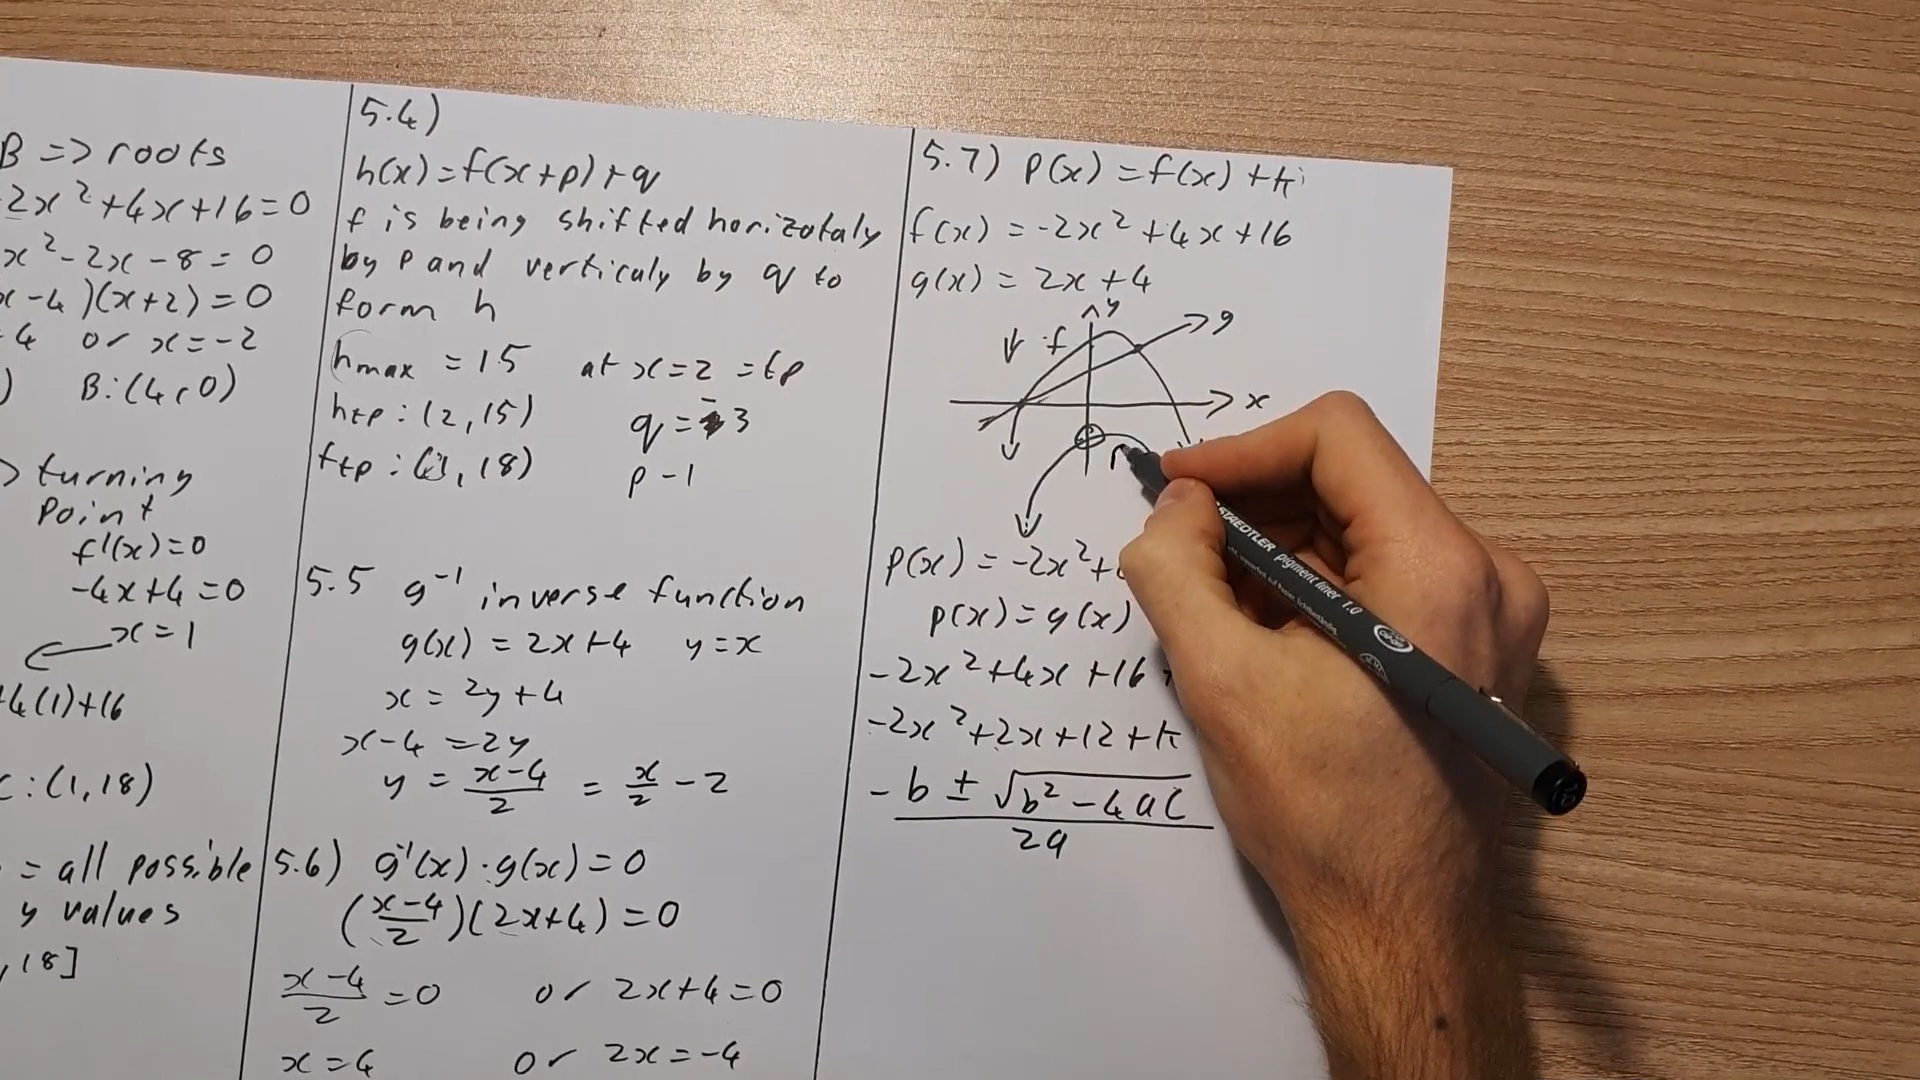 B => roots
2x² + 4x + 16 = 0
x² - 2x - 8 = 0
x - 4)(x + 2) = 0
4 or x = -2
) B: (4, 0)
> turning
Point
f'(x) = 0
-4x + 4 = 0
x = 1
+4(1) + 16
C: (1, 18)
= all possible
y values
, 18]
5.4)
h(x) = f(x + p) + q
f is being shifted horizotaly
by p and verticaly by q to
form h
hmax = 15 at x = 2 = tp
htp: (2, 15) q = -3
ftp: (1, 18) p - 1
5.5 g⁻¹ inverse function
g(x) = 2x + 4 y = x
x = 2y + 4
x - 4 = 2y
y = (x - 4)/2 = x/2 - 2
5.6) g⁻¹(x) · g(x) = 0
((x - 4)/2)(2x + 4) = 0
(x - 4)/2 = 0 or 2x + 4 = 0
x = 4 or 2x = -4
5.7) p(x) = f(x) + k
f(x) = -2x² + 4x + 16
g(x) = 2x + 4
y
g
f
x
p(x) = -2x² +
p(x) = g(x)
-2x² + 4x + 16
-2x² + 2x + 12 + k
-b ± √(b² - 4ac)
2a
STAEDTLER pigment liner 1.0